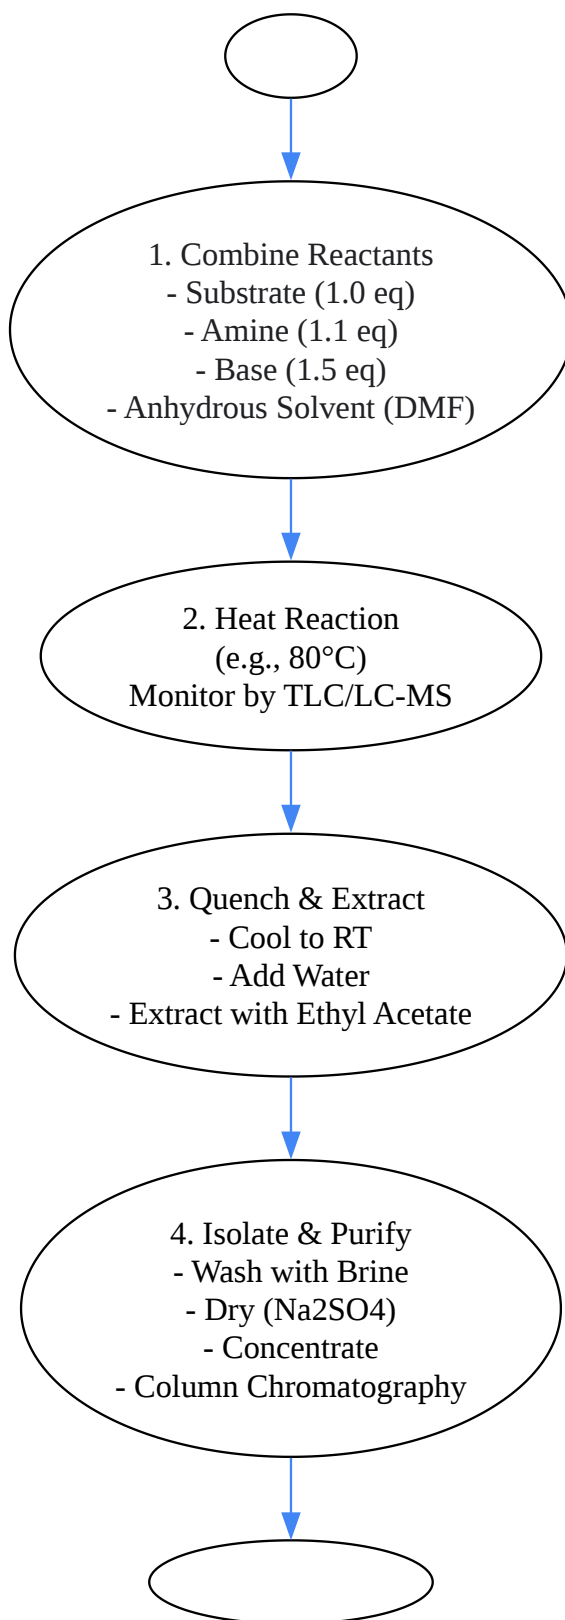 1. Combine Reactants
- Substrate (1.0 eq)
- Amine (1.1 eq)
- Base (1.5 eq)
- Anhydrous Solvent (DMF)
2. Heat Reaction
(e.g., 80°C)
Monitor by TLC/LC-MS
3. Quench & Extract
- Cool to RT
- Add Water
- Extract with Ethyl Acetate
4. Isolate & Purify
- Wash with Brine
- Dry (Na2SO4)
- Concentrate
- Column Chromatography